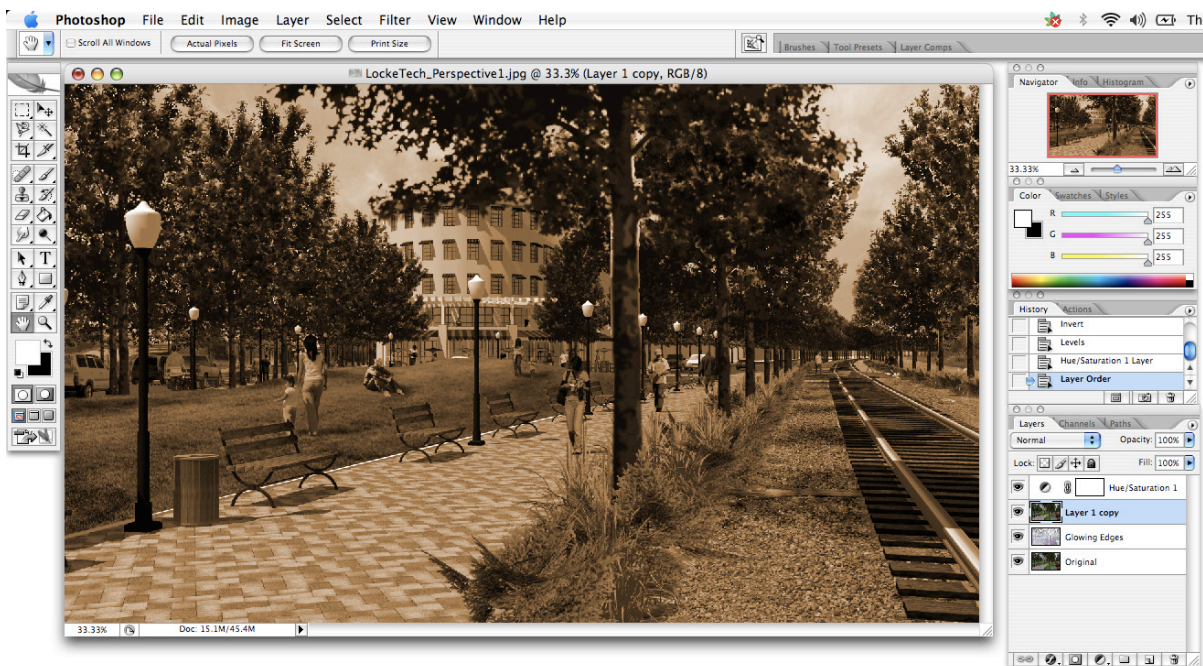 Photoshop File Edit Image Layer Select Filter View Window Help Th
Scroll All Windows Actual Pixels Fit Screen Print Size Brushes Tool Presets Layer Comps
LockeTech_Perspective1.jpg @ 33.3% (Layer 1 copy, RGB/8)
Navigator Info Histogram
33.33%
Color Swatches Styles
R 255
G 255
B 255
History Actions
Invert
Levels
Hue/Saturation 1 Layer
Layer Order
Layers Channels Paths
Normal Opacity: 100%
Lock: Fill: 100%
Hue/Saturation 1
Layer 1 copy
Glowing Edges
Original
T
33.33% Doc: 15.1M/45.4M